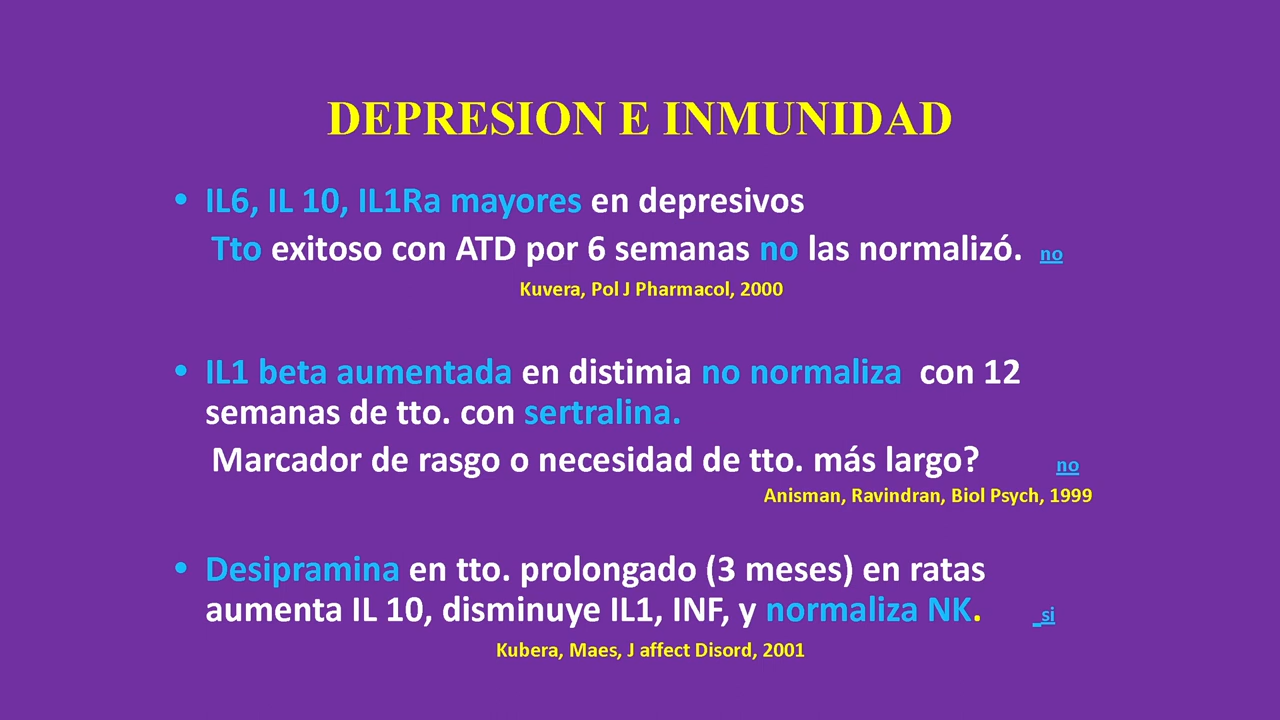 DEPRESION E INMUNIDAD
• IL6, IL 10, IL1Ra mayores en depresivos
Tto exitoso con ATD por 6 semanas no las normalizó. no
Kuvera, Pol J Pharmacol, 2000
• IL1 beta aumentada en distimia no normaliza con 12
semanas de tto. con sertralina.
Marcador de rasgo o necesidad de tto. más largo? no
Anisman, Ravindran, Biol Psych, 1999
• Desipramina en tto. prolongado (3 meses) en ratas
aumenta IL 10, disminuye IL1, INF, y normaliza NK. _si
Kubera, Maes, J affect Disord, 2001